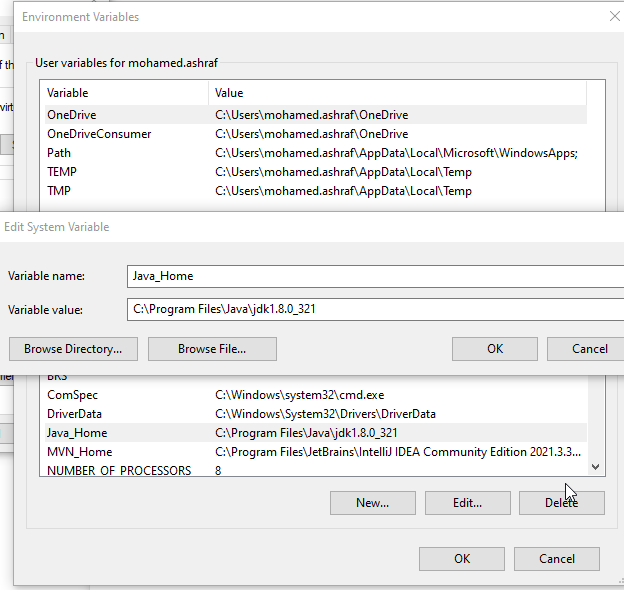 Environment Variables
User variables for mohamed.ashraf
Variable Value
OneDrive C:\Users\mohamed.ashraf\OneDrive
OneDriveConsumer C:\Users\mohamed.ashraf\OneDrive
Path C:\Users\mohamed.ashraf\AppData\Local\Microsoft\WindowsApps;
TEMP C:\Users\mohamed.ashraf\AppData\Local\Temp
TMP C:\Users\mohamed.ashraf\AppData\Local\Temp
Edit System Variable
Variable name: Java_Home
Variable value: C:\Program Files\Java\jdk1.8.0_321
Browse Directory... Browse File... OK Cancel
ComSpec C:\Windows\system32\cmd.exe
DriverData C:\Windows\System32\Drivers\DriverData
Java_Home C:\Program Files\Java\jdk1.8.0_321
MVN_Home C:\Program Files\JetBrains\IntelliJ IDEA Community Edition 2021.3.3...
NUMBER_OF_PROCESSORS 8
New... Edit... Delete
OK Cancel